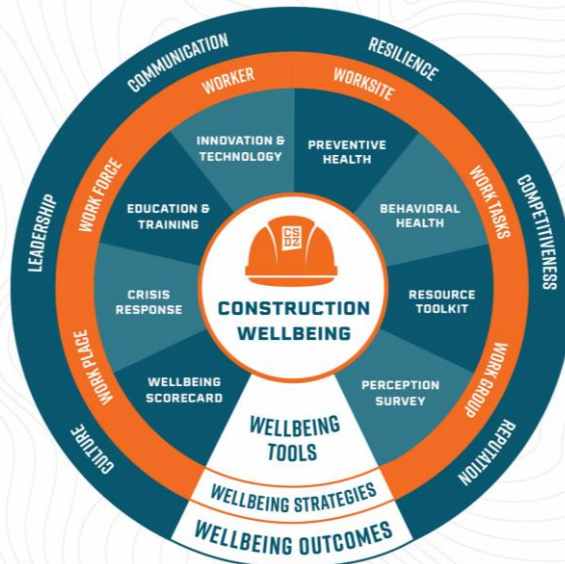 COMMUNICATION
RESILIENCE
LEADERSHIP
COMPETITIVENESS
CULTURE
REPUTATION
WORKER
WORKSITE
WORK FORCE
WORK TASKS
WORK PLACE
WORK GROUP
INNOVATION &
TECHNOLOGY
PREVENTIVE
HEALTH
EDUCATION &
TRAINING
BEHAVIORAL
HEALTH
CRISIS
RESPONSE
RESOURCE
TOOLKIT
WELLBEING
SCORECARD
PERCEPTION
SURVEY
CS
DZ
CONSTRUCTION
WELLBEING
WELLBEING
TOOLS
WELLBEING STRATEGIES
WELLBEING OUTCOMES